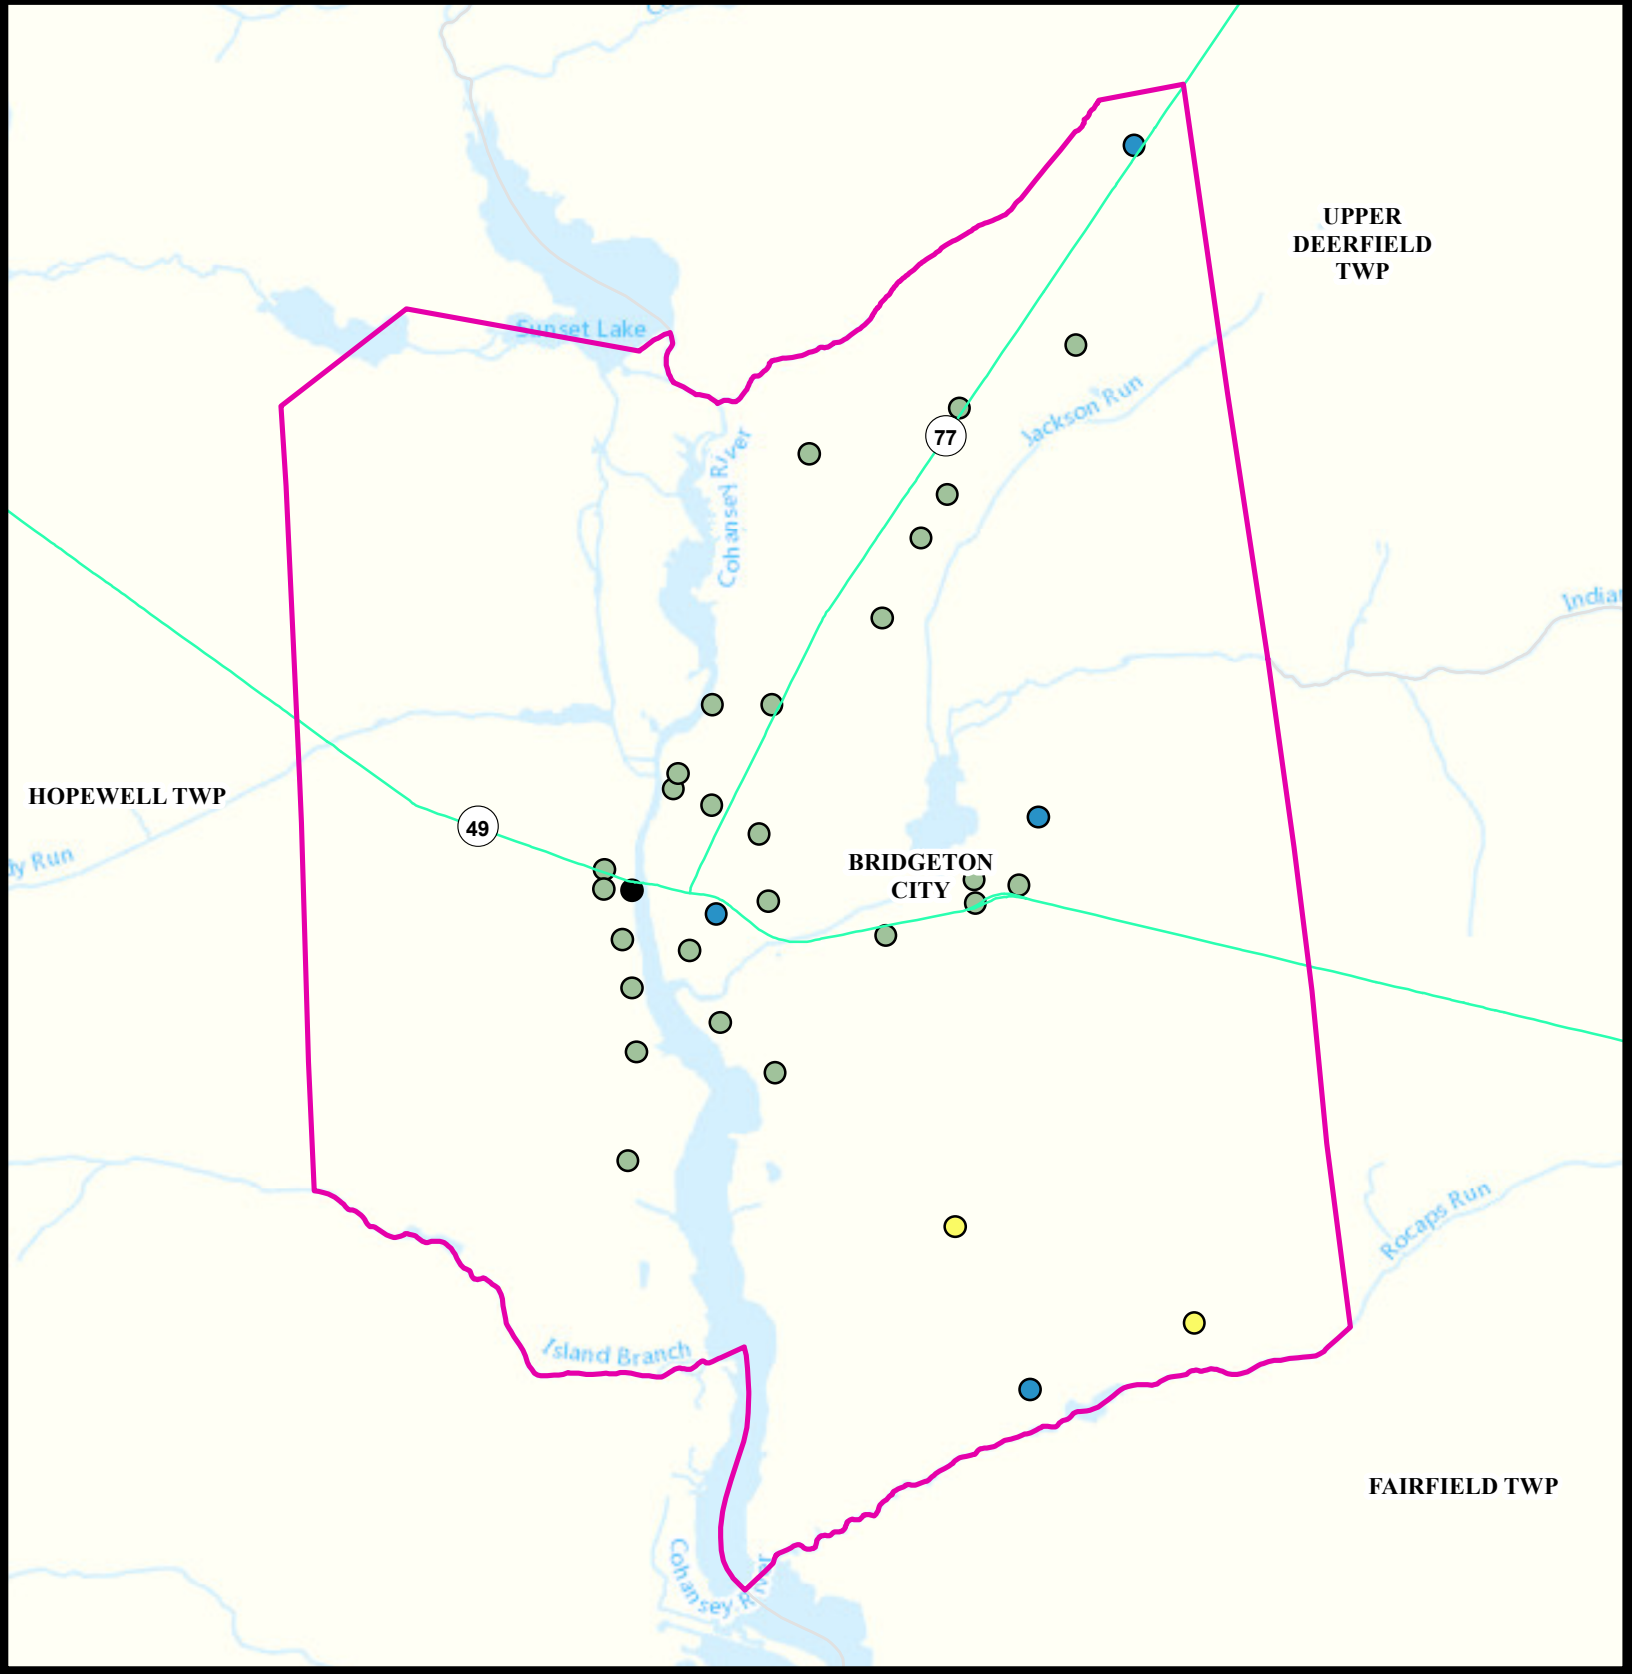 UPPER
DEERFIELD
TWP
Sunset Lake
Jackson Run
77
Cohansey River
HOPEWELL TWP
49
Run
BRIDGETON
CITY
Rocaps Run
Island Branch
FAIRFIELD TWP
Cohansey River